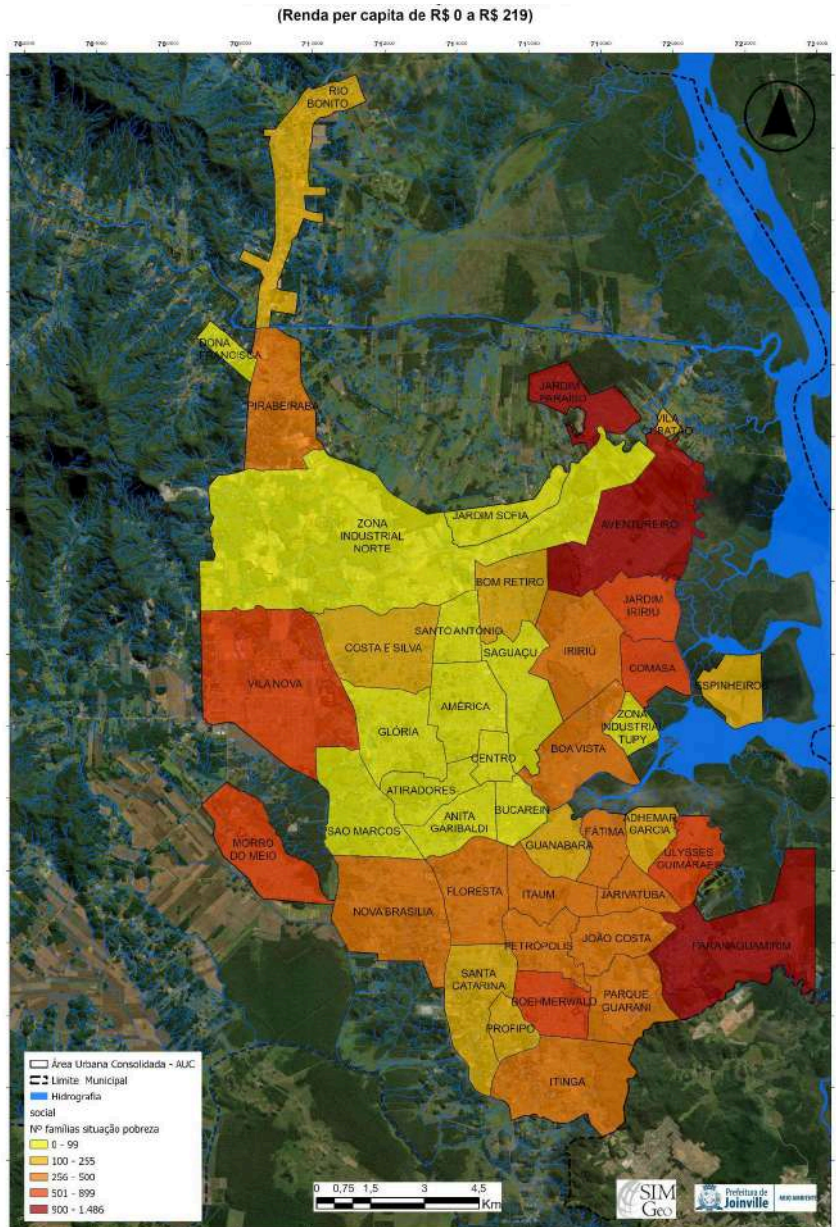 (Renda per capita de R$ 0 a R$ 219)
RIO
BONITO
DONA
FRANCISCA
PIRABEIRABA
JARDIM
PARAÍSO
VILA
ZONA
INDUSTRIAL
NORTE
JARDIM SOFIA
AVENTUREIRO
BOM RETIRO
JARDIM
IRIRIÚ
SANTO ANTÔNIO
COSTA E SILVA
SAGUAÇU
IRIRIÚ
COMASA
VILA NOVA
ESPINHEIROS
AMÉRICA
GLÓRIA
ZONA
INDUSTRIAL
TUPY
BOA VISTA
CENTRO
ATIRADORES
BUCAREIN
ANITA
GARIBALDI
SAO MARCOS
MORRO
DO MEIO
GUANABARA
FÁTIMA
ADHEMAR
GARCIA
ULYSSES
GUIMARÃES
FLORESTA
ITAUM
JARIVATUBA
NOVA BRASILIA
JOÃO COSTA
PETRÓPOLIS
PARANAGUAMIRIM
SANTA
CATARINA
BOEHMERWALD
PARQUE
GUARANI
PROFIPO
ITINGA
Área Urbana Consolidada - AUC
Limite Municipal
Hidrografia
social
Nº famílias situação pobreza
0 - 99
100 - 255
256 - 500
501 - 899
900 - 1.486
0 0,75 1,5 3 4,5
Km
SIM
Geo
Prefeitura de
Joinville
MEIO AMBIENTE